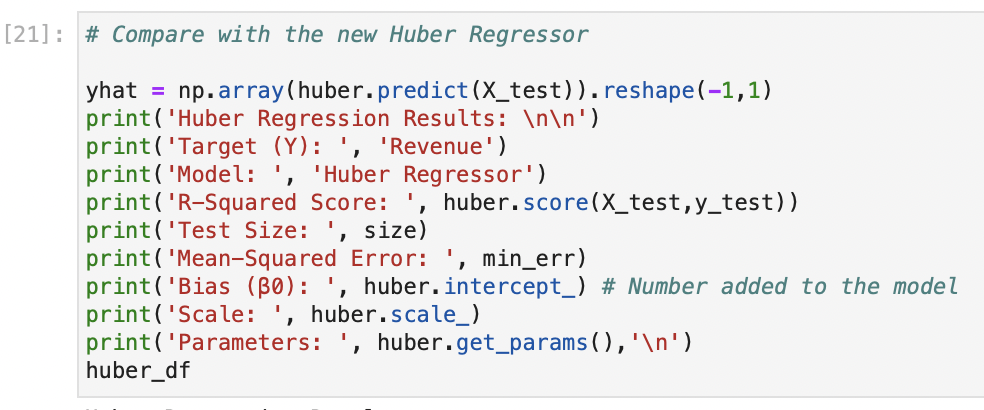 [21]: # Compare with the new Huber Regressor
yhat = np.array(huber.predict(X_test)).reshape(-1,1)
print('Huber Regression Results: \n\n')
print('Target (Y): ', 'Revenue')
print('Model: ', 'Huber Regressor')
print('R-Squared Score: ', huber.score(X_test,y_test))
print('Test Size: ', size)
print('Mean-Squared Error: ', min_err)
print('Bias (β0): ', huber.intercept_) # Number added to the model
print('Scale: ', huber.scale_)
print('Parameters: ', huber.get_params(),'\n')
huber_df